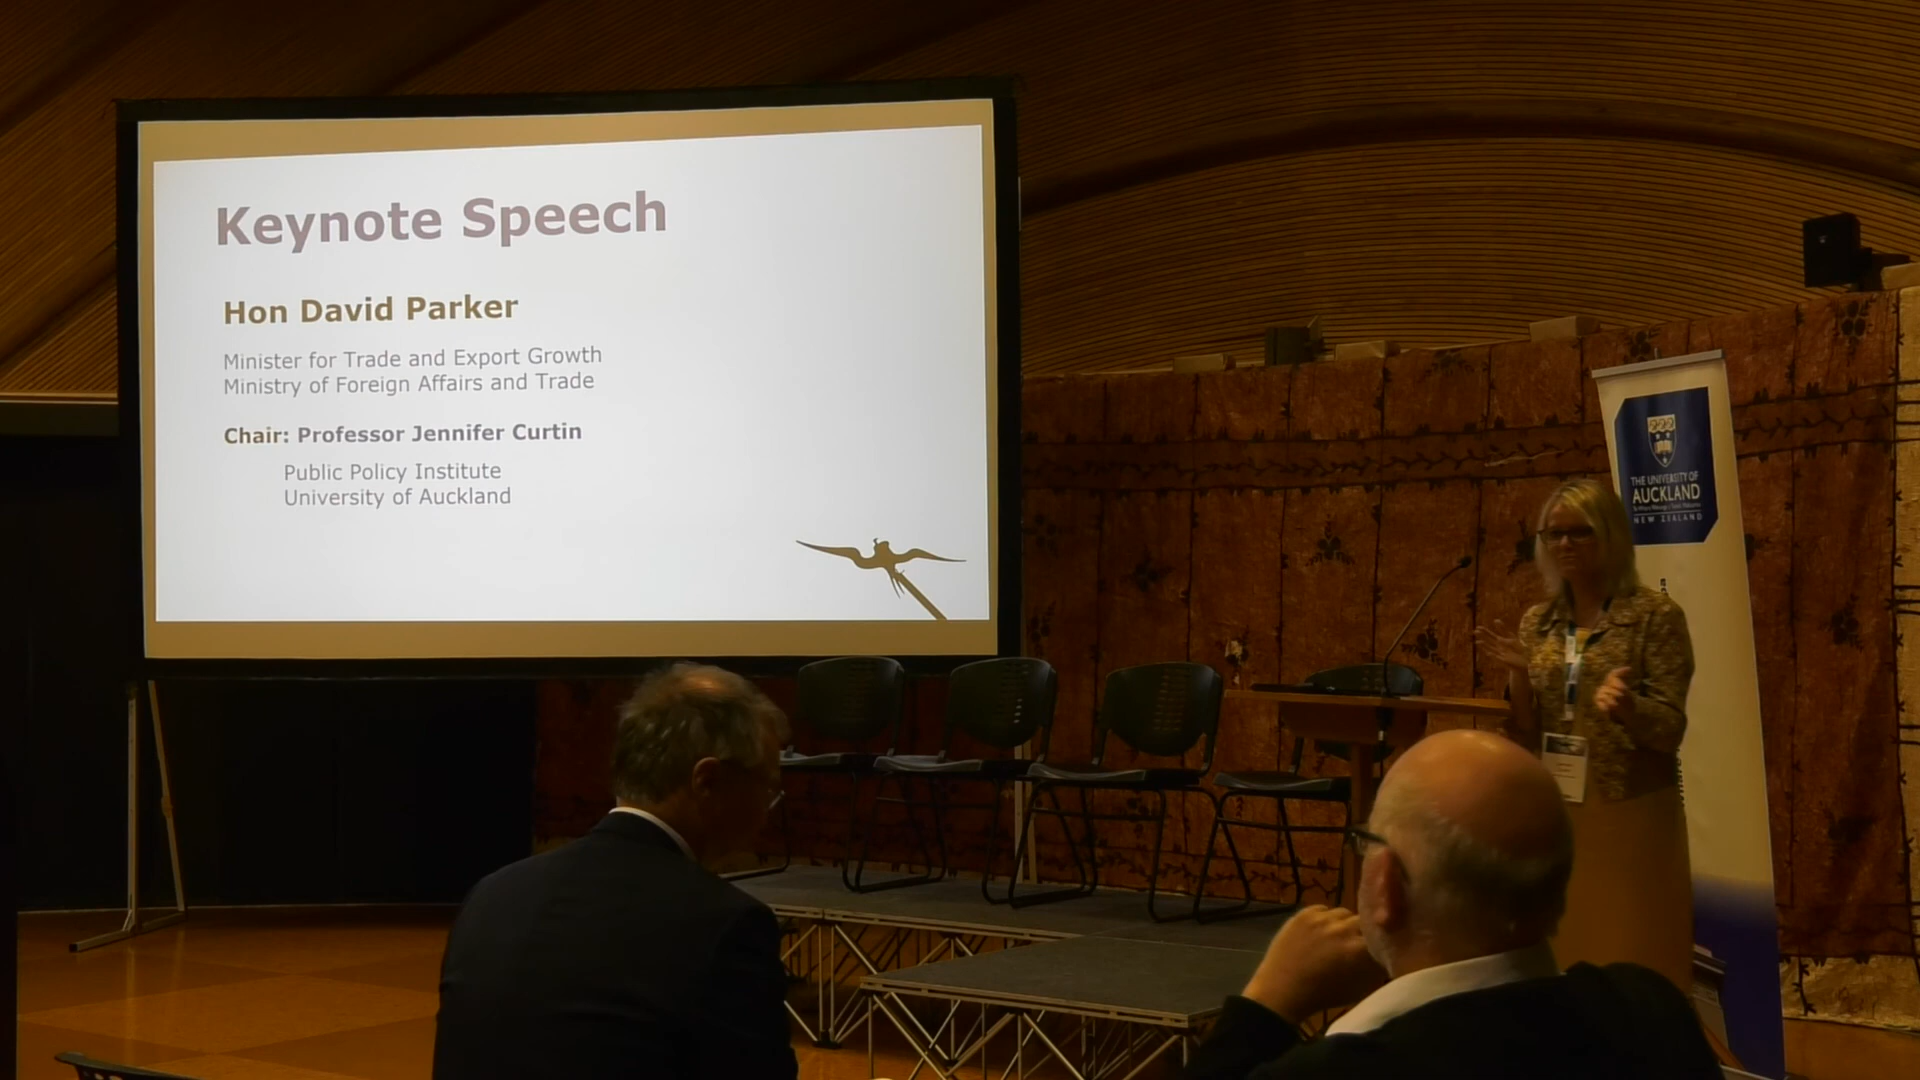 Keynote Speech
Hon David Parker
Minister for Trade and Export Growth
Ministry of Foreign Affairs and Trade
Chair: Professor Jennifer Curtin
Public Policy Institute
University of Auckland
THE UNIVERSITY OF
AUCKLAND
NEW ZEALAND